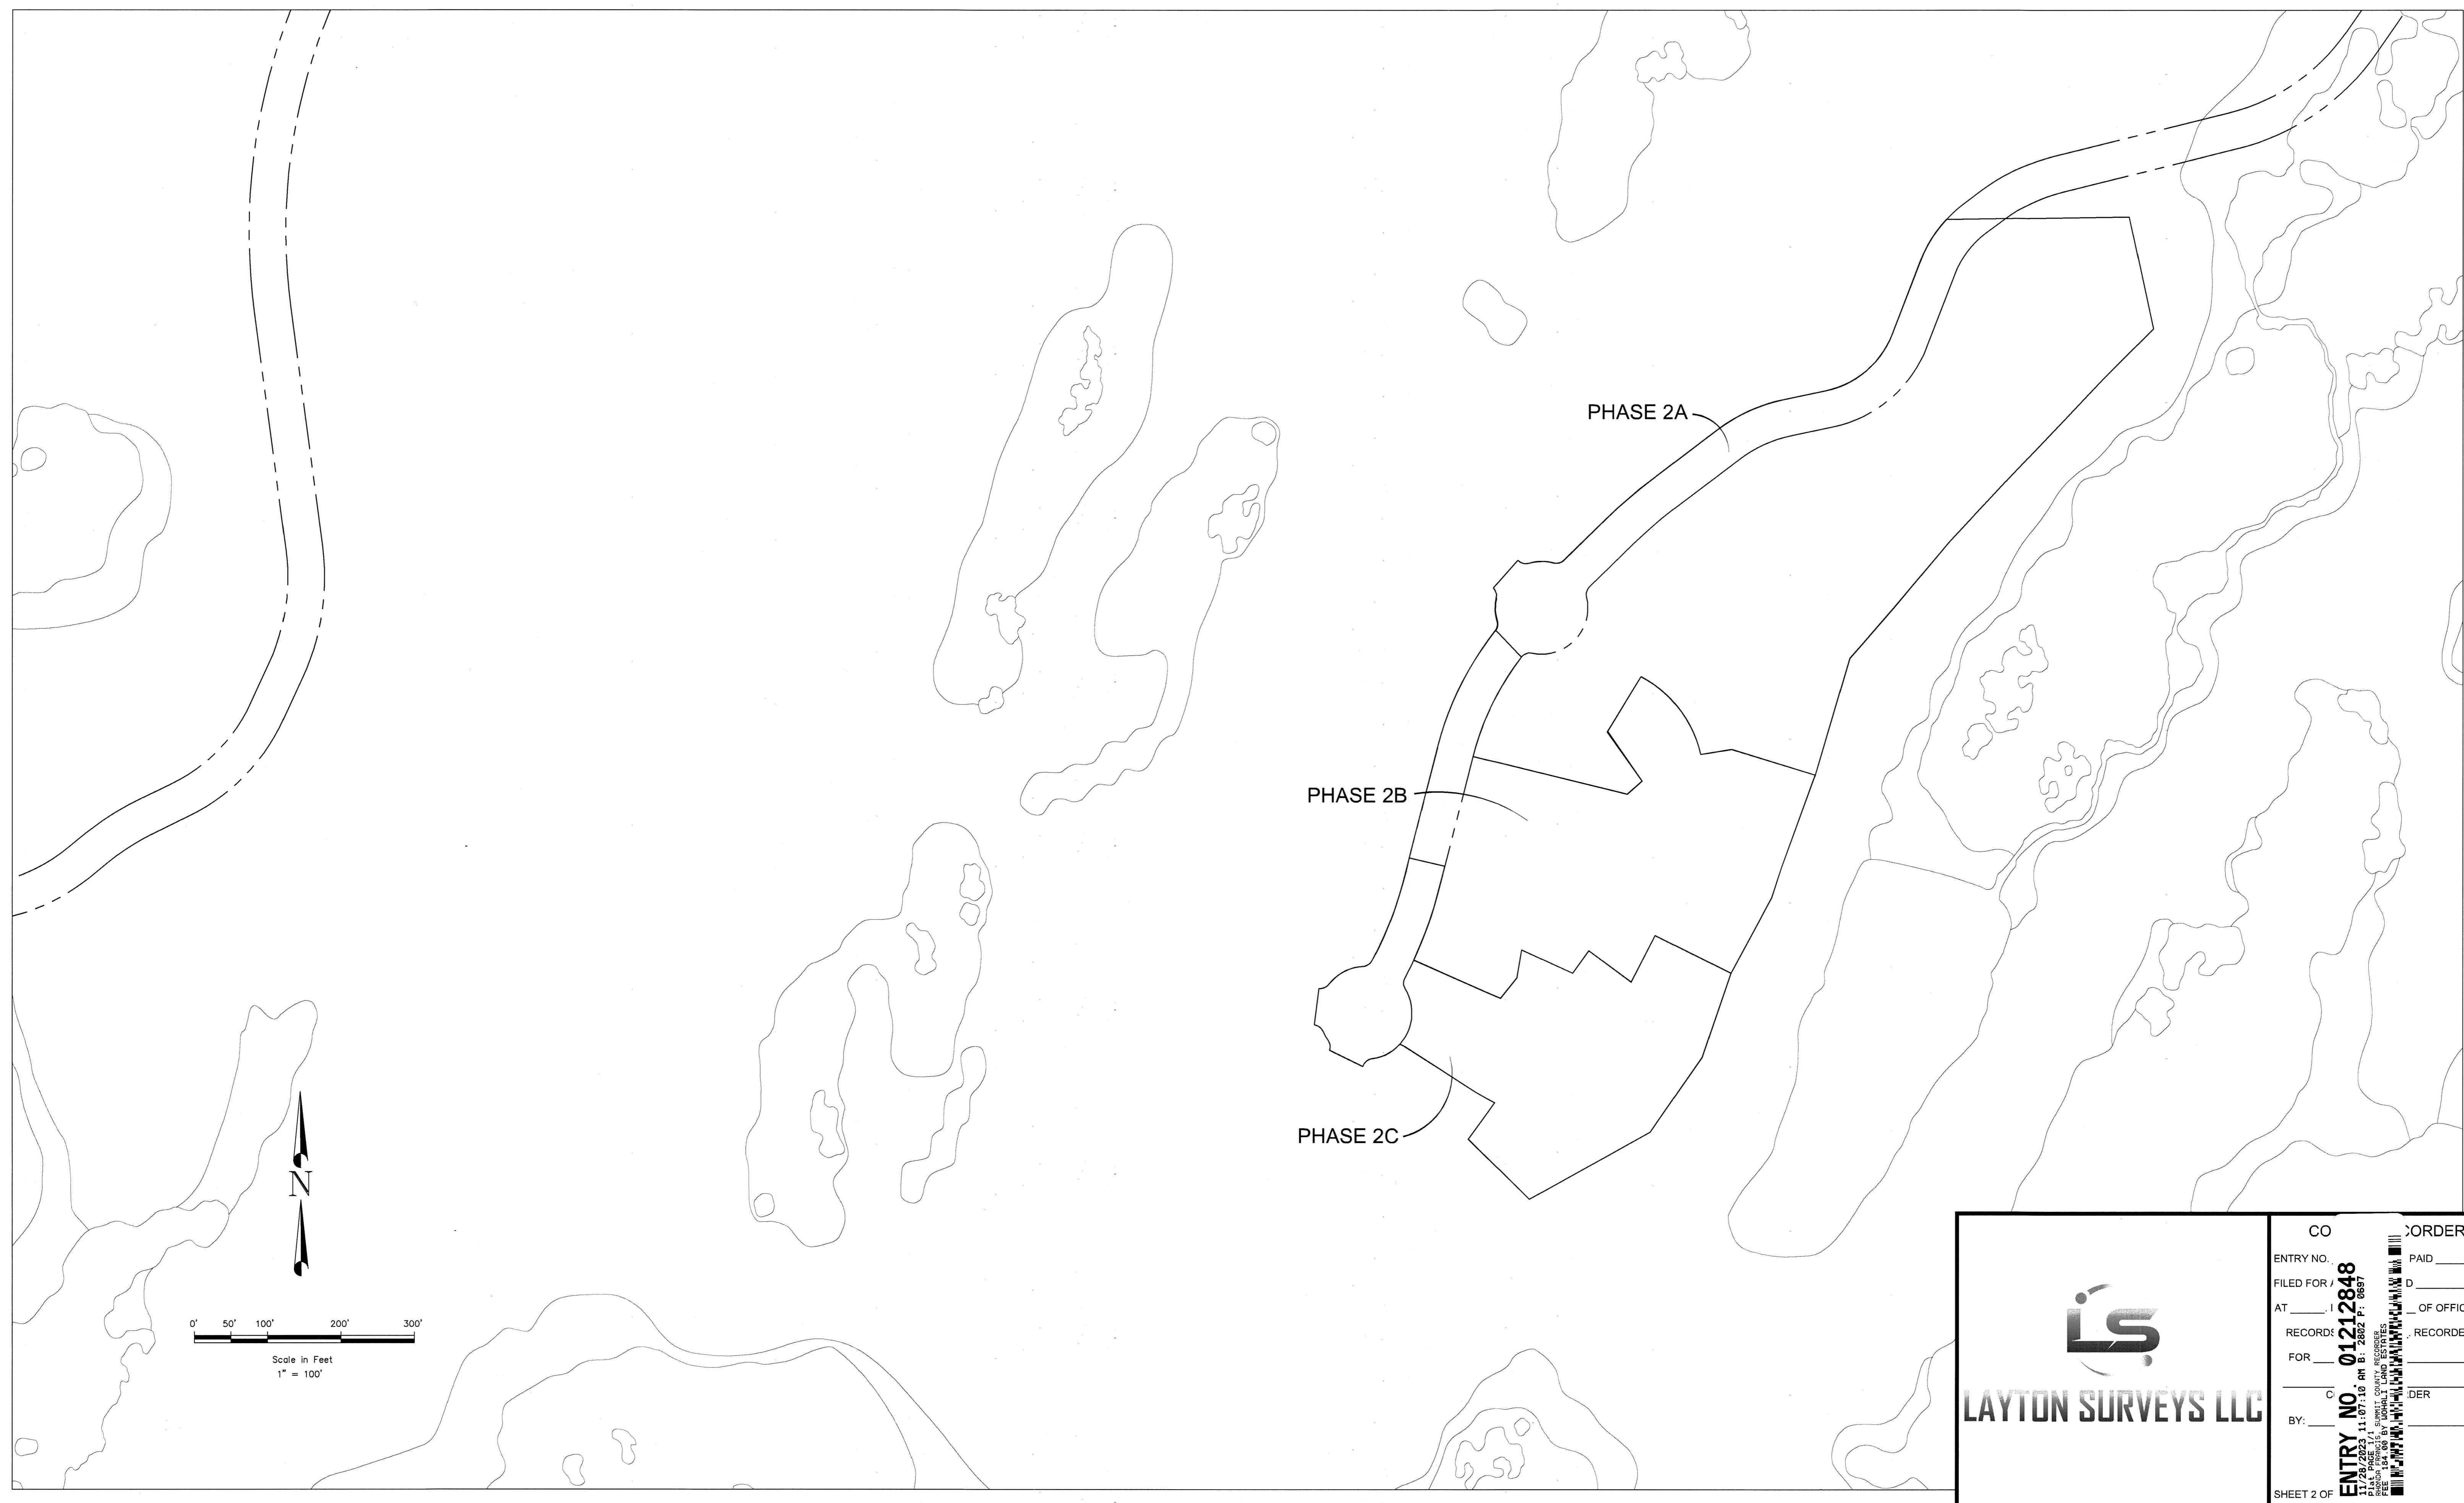 PHASE 2A
PHASE 2B
PHASE 2C
N
0' 50' 100' 200' 300'
Scale in Feet
1" = 100'
LS
LAYTON SURVEYS LLC
CO CORDER
ENTRY NO. PAID
FILED FOR D
AT OF OFFIC
RECORDS RECORDE
FOR
C DER
BY:
SHEET 2 OF
ENTRY NO. 01212848
11/28/2023 11:07:10 AM B: 2802 P: 0697
Plat PAGE 1/1
RHONDA FRANCIS, SUMMIT COUNTY RECORDER
FEE 184.00 BY WOHALI LAND ESTATES